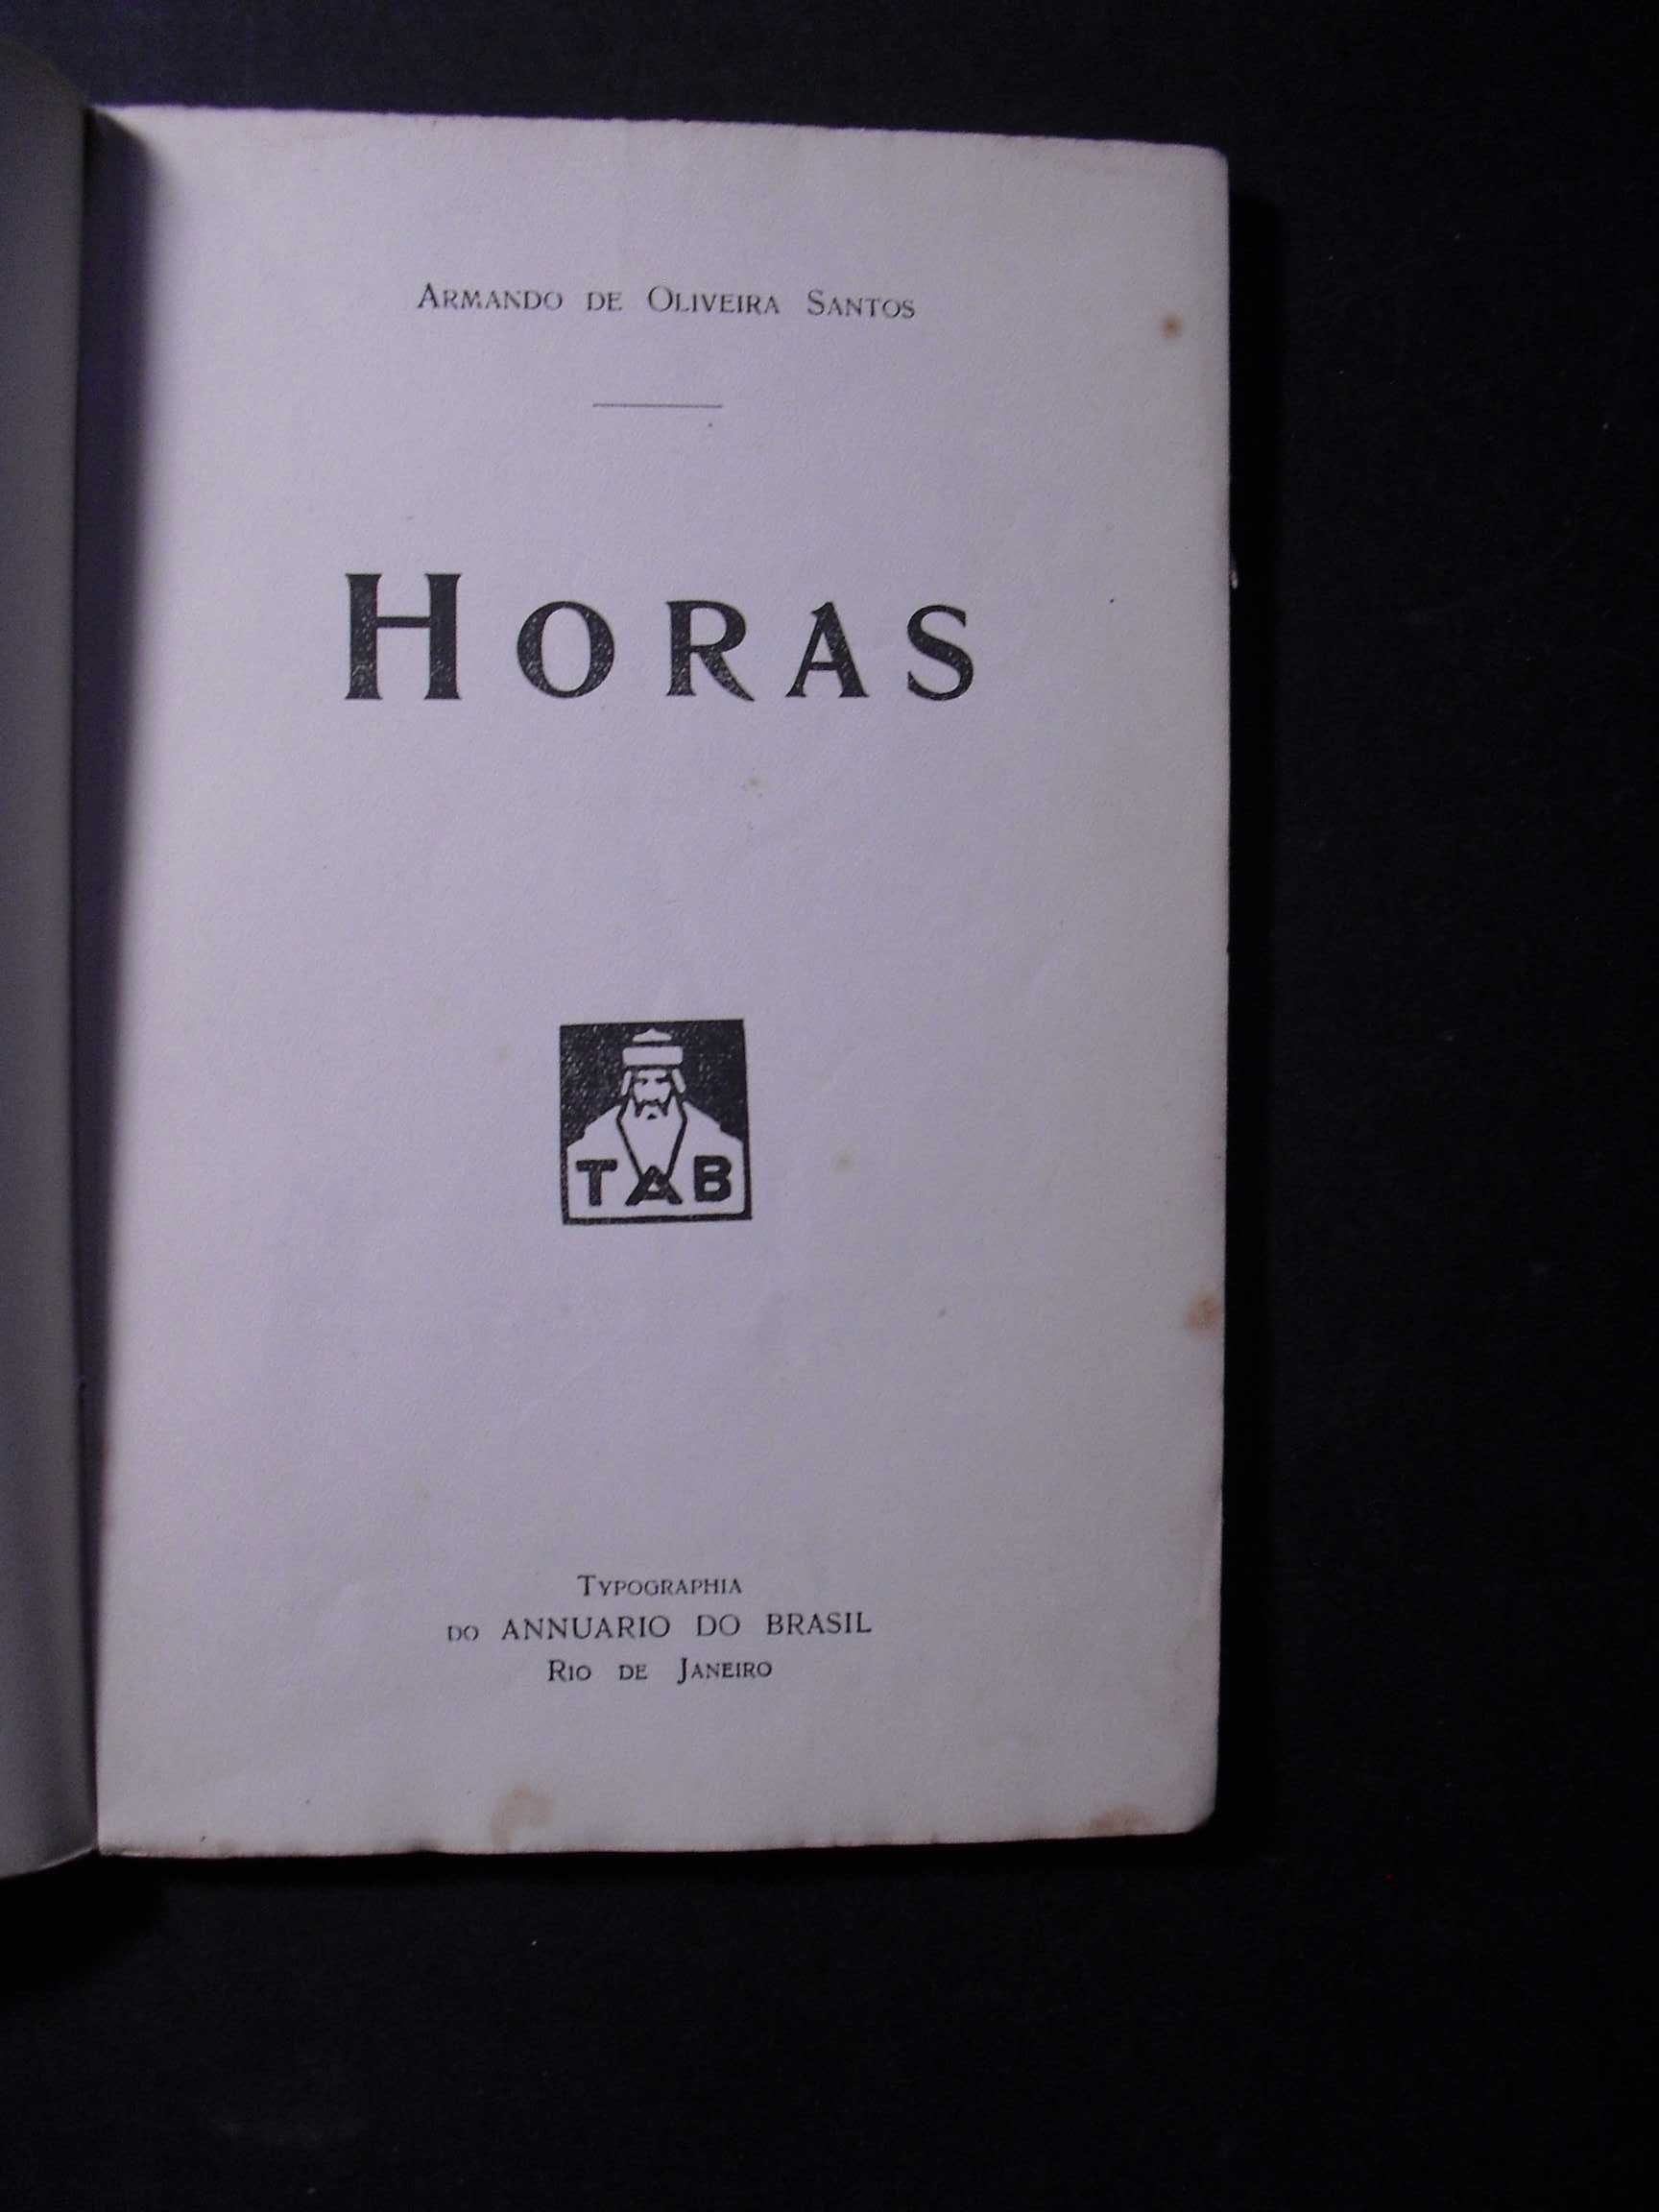 ARMANDO DE OLIVEIRA SANTOS
HORAS
TAB
TYPOGRAPHIA
DO ANNUARIO DO BRASIL
RIO DE JANEIRO